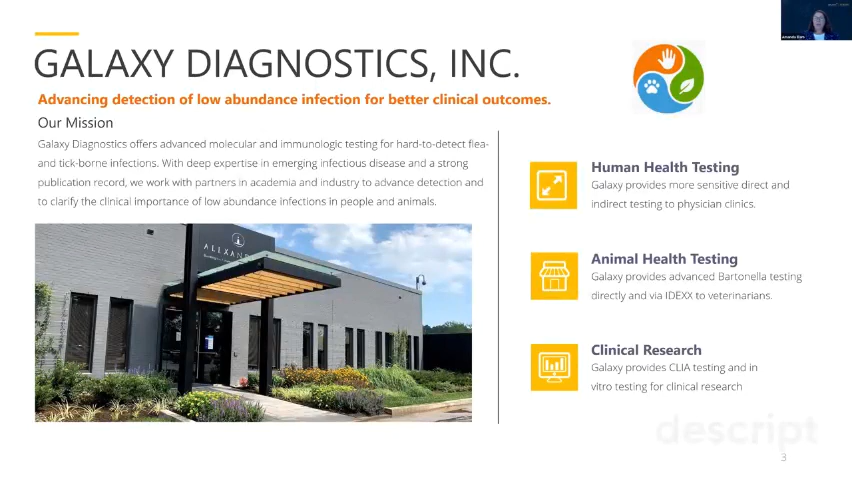 GALAXY DIAGNOSTICS, INC.
Advancing detection of low abundance infection for better clinical outcomes.
Our Mission
Galaxy Diagnostics offers advanced molecular and immunologic testing for hard-to-detect flea-
and tick-borne infections. With deep expertise in emerging infectious disease and a strong
publication record, we work with partners in academia and industry to advance detection and
to clarify the clinical importance of low abundance infections in people and animals.
Human Health Testing
Galaxy provides more sensitive direct and
indirect testing to physician clinics.
Animal Health Testing
Galaxy provides advanced Bartonella testing
directly and via IDEXX to veterinarians.
Clinical Research
Galaxy provides CLIA testing and in
vitro testing for clinical research
descript
3